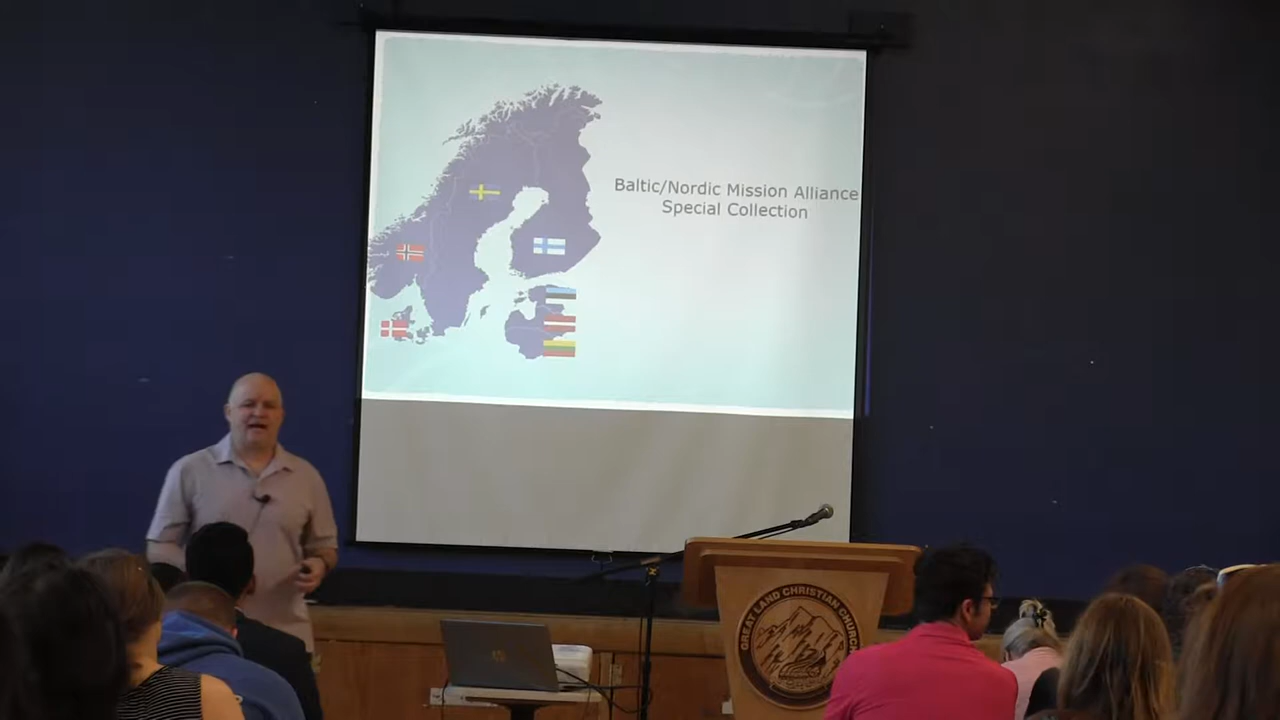 Baltic/Nordic Mission Alliance
Special Collection
GREAT LAND CHRISTIAN CHURCH